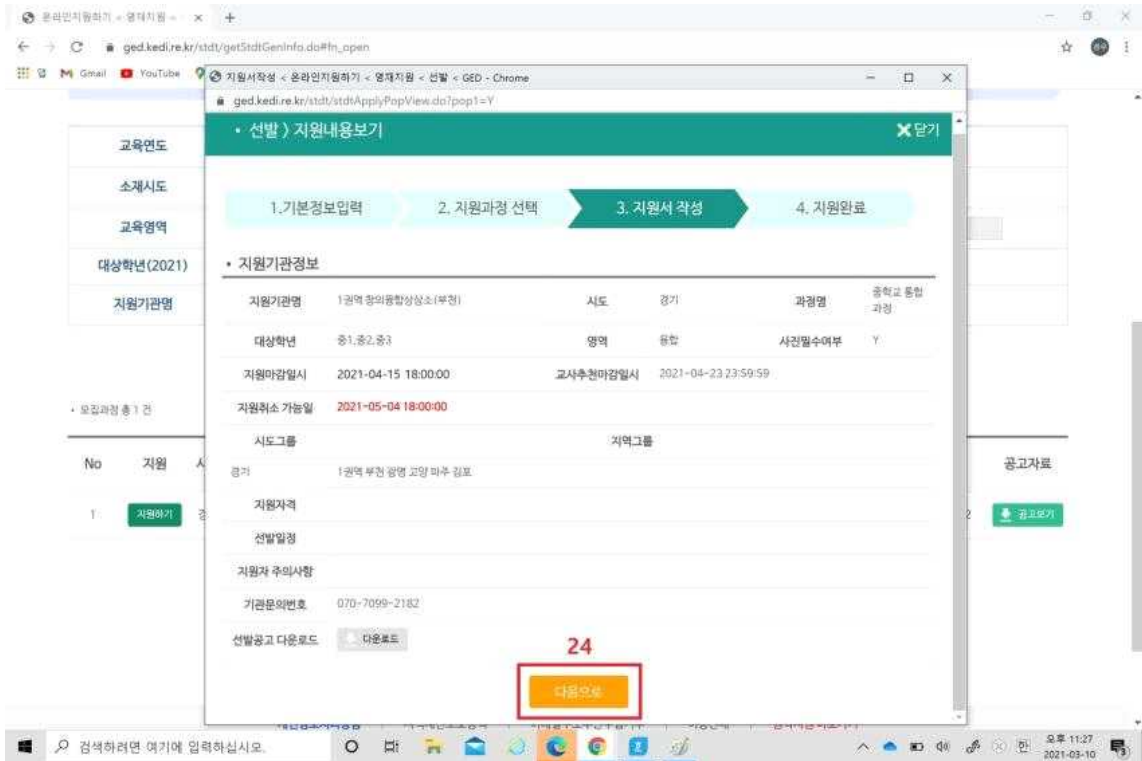 온라인지원하기 < 영재지원 <
ged.kedi.re.kr/stdt/getStdtGenInfo.do#fn_open
앱
Gmail
YouTube
지원서작성 < 온라인지원하기 < 영재지원 < 선발 < GED - Chrome
ged.kedi.re.kr/stdt/stdtApplyPopView.do?pop1=Y
• 선발 > 지원내용보기
닫기
교육연도
소재시도
교육영역
대상학년(2021)
지원기관명
1.기본정보입력
2. 지원과정 선택
3. 지원서 작성
4. 지원완료
• 지원기관정보
지원기관명 1권역 창의융합상상소(부천) 시도 경기 과정명 중학교 통합과정
대상학년 중1,중2,중3 영역 융합 사진필수여부 Y
지원마감일시 2021-04-15 18:00:00 교사추천마감일시 2021-04-23 23:59:59
지원취소 가능일 2021-05-04 18:00:00
시도그룹 지역그룹
경기 1권역 부천 광명 고양 파주 김포
지원자격
선발일정
지원자 주의사항
기관문의번호 070-7099-2182
선발공고 다운로드 다운로드
24
다음으로
• 모집과정 총 1 건
No 지원 공고자료
1 지원하기 공고보기
검색하려면 여기에 입력하십시오.
한
오후 11:27
2021-03-10